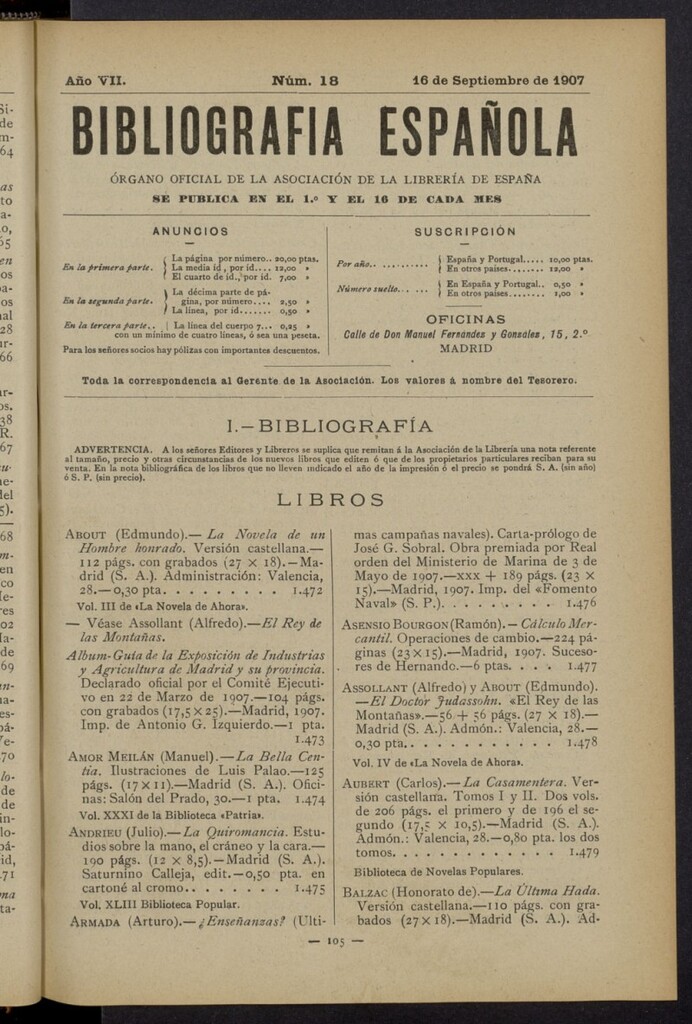 Año VII.
Núm. 18
16 de Septiembre de 1907
BIBLIOGRAFIA ESPAÑOLA
ÓRGANO OFICIAL DE LA ASOCIACIÓN DE LA LIBRERÍA DE ESPAÑA
SE PUBLICA EN EL 1.º Y EL 16 DE CADA MES
ANUNCIOS
En la primera parte.
La página por número.. 20,00 ptas.
La media id, por id.... 12,00 »
El cuarto de id., por id. 7,00 »
En la segunda parte.
La décima parte de pá-
gina, por número.... 2,50 »
La línea, por id....... 0,50 »
En la tercera parte.. La línea del cuerpo 7... 0,25 »
con un mínimo de cuatro líneas, ó sea una peseta.
Para los señores socios hay pólizas con importantes descuentos.
SUSCRIPCIÓN
Por año.. ..........
España y Portugal..... 10,00 ptas.
En otros países........ 12,00 »
Número suelto.. ....
En España y Portugal.. 0,50 »
En otros países....... 1,00 »
OFICINAS
Calle de Don Manuel Fernández y González, 15, 2.º
MADRID
Toda la correspondencia al Gerente de la Asociación. Los valores á nombre del Tesorero.
I.—BIBLIOGRAFÍA
ADVERTENCIA. A los señores Editores y Libreros se suplica que remitan á la Asociación de la Librería una nota referente
al tamaño, precio y otras circunstancias de los nuevos libros que editen ó que de los propietarios particulares reciban para su
venta. En la nota bibliográfica de los libros que no lleven indicado el año de la impresión ó el precio se pondrá S. A. (sin año)
ó S. P. (sin precio).
LIBROS
ABOUT (Edmundo).—La Novela de un
Hombre honrado. Versión castellana.—
112 págs. con grabados (27 × 18).—Ma-
drid (S. A.). Administración: Valencia,
28.—0,30 pta. . . . . . . . . 1.472
Vol. III de «La Novela de Ahora».
— Véase Assollant (Alfredo).—El Rey de
las Montañas.
Album-Guía de la Exposición de Industrias
y Agricultura de Madrid y su provincia.
Declarado oficial por el Comité Ejecuti-
vo en 22 de Marzo de 1907.—104 págs.
con grabados (17,5 × 25).—Madrid, 1907.
Imp. de Antonio G. Izquierdo.—1 pta.
1.473
AMOR MEILÁN (Manuel).—La Bella Cen-
tia. Ilustraciones de Luis Palao.—125
págs. (17 × 11).—Madrid (S. A.). Ofici-
nas: Salón del Prado, 30.—1 pta. 1.474
Vol. XXXI de la Biblioteca «Patria».
ANDRIEU (Julio).—La Quiromancia. Estu-
dios sobre la mano, el cráneo y la cara.—
190 págs. (12 × 8,5).—Madrid (S. A.).
Saturnino Calleja, edit.—0,50 pta. en
cartoné al cromo. . . . . . . 1.475
Vol. XLIII Biblioteca Popular.
ARMADA (Arturo).—¿Enseñanzas? (Ulti-
mas campañas navales). Carta-prólogo de
José G. Sobral. Obra premiada por Real
orden del Ministerio de Marina de 3 de
Mayo de 1907.—XXX + 189 págs. (23 ×
15).—Madrid, 1907. Imp. del «Fomento
Naval» (S. P.). . . . . . . . 1.476
ASENSIO BOURGON (Ramón).—Cálculo Mer-
cantil. Operaciones de cambio.—224 pá-
ginas (23 × 15).—Madrid, 1907. Suceso-
res de Hernando.—6 ptas. . . . 1.477
ASSOLLANT (Alfredo) y ABOUT (Edmundo).
—El Doctor Judassohn. «El Rey de las
Montañas».—56 + 56 págs. (27 × 18).—
Madrid (S. A.). Admón.: Valencia, 28.—
0,30 pta. . . . . . . . . . . 1.478
Vol. IV de «La Novela de Ahora».
AUBERT (Carlos).—La Casamentera. Ver-
sión castellana. Tomos I y II. Dos vols.
de 206 págs. el primero y de 196 el se-
gundo (17,5 × 10,5).—Madrid (S. A.).
Admón.: Valencia, 28.—0,80 pta. los dos
tomos. . . . . . . . . . . . 1.479
Biblioteca de Novelas Populares.
BALZAC (Honorato de).—La Última Hada.
Versión castellana.—110 págs. con gra-
bados (27 × 18).—Madrid (S. A.). Ad-
— 105 —